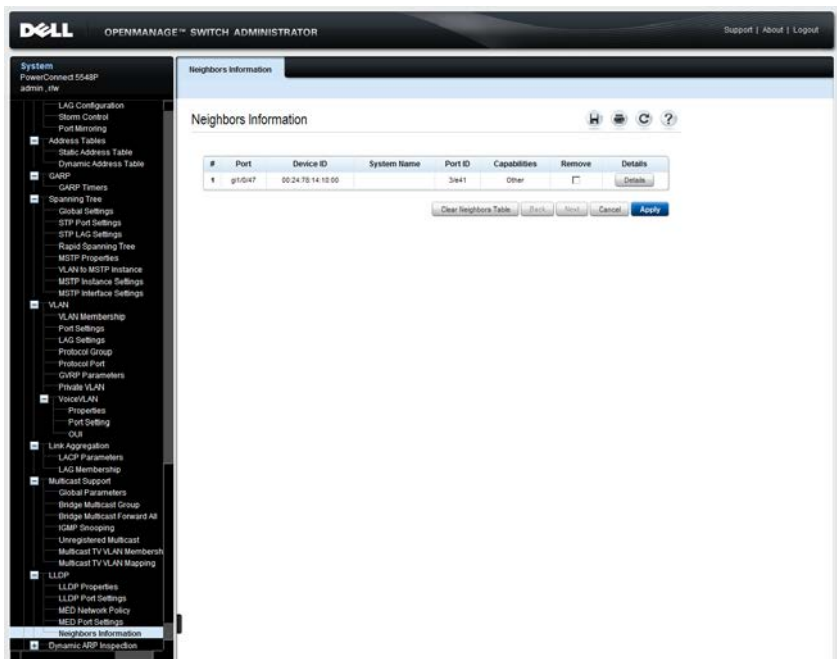 DELL OPENMANAGE™ SWITCH ADMINISTRATOR
Support | About | Logout
System
PowerConnect 5548P
admin , r/w
LAG Configuration
Storm Control
Port Mirroring
Address Tables
Static Address Table
Dynamic Address Table
GARP
GARP Timers
Spanning Tree
Global Settings
STP Port Settings
STP LAG Settings
Rapid Spanning Tree
MSTP Properties
VLAN to MSTP Instance
MSTP Instance Settings
MSTP Interface Settings
VLAN
VLAN Membership
Port Settings
LAG Settings
Protocol Group
Protocol Port
GVRP Parameters
Private VLAN
VoiceVLAN
Properties
Port Setting
OUI
Link Aggregation
LACP Parameters
LAG Membership
Multicast Support
Global Parameters
Bridge Multicast Group
Bridge Multicast Forward All
IGMP Snooping
Unregistered Multicast
Multicast TV VLAN Membersh
Multicast TV VLAN Mapping
LLDP
LLDP Properties
LLDP Port Settings
MED Network Policy
MED Port Settings
Neighbors Information
Dynamic ARP Inspection
Neighbors Information
Neighbors Information
# Port Device ID System Name Port ID Capabilities Remove Details
1 gi1/0/47 00:24:78:14:10:00 3/e41 Other Details
Clear Neighbors Table Back Next Cancel Apply